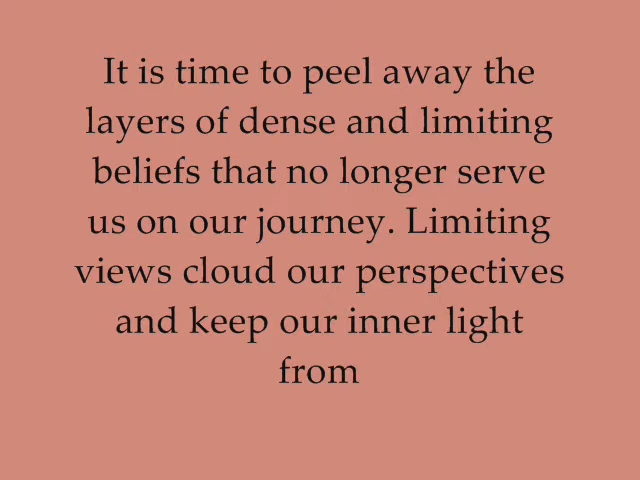 It is time to peel away the
layers of dense and limiting
beliefs that no longer serve
us on our journey. Limiting
views cloud our perspectives
and keep our inner light
from